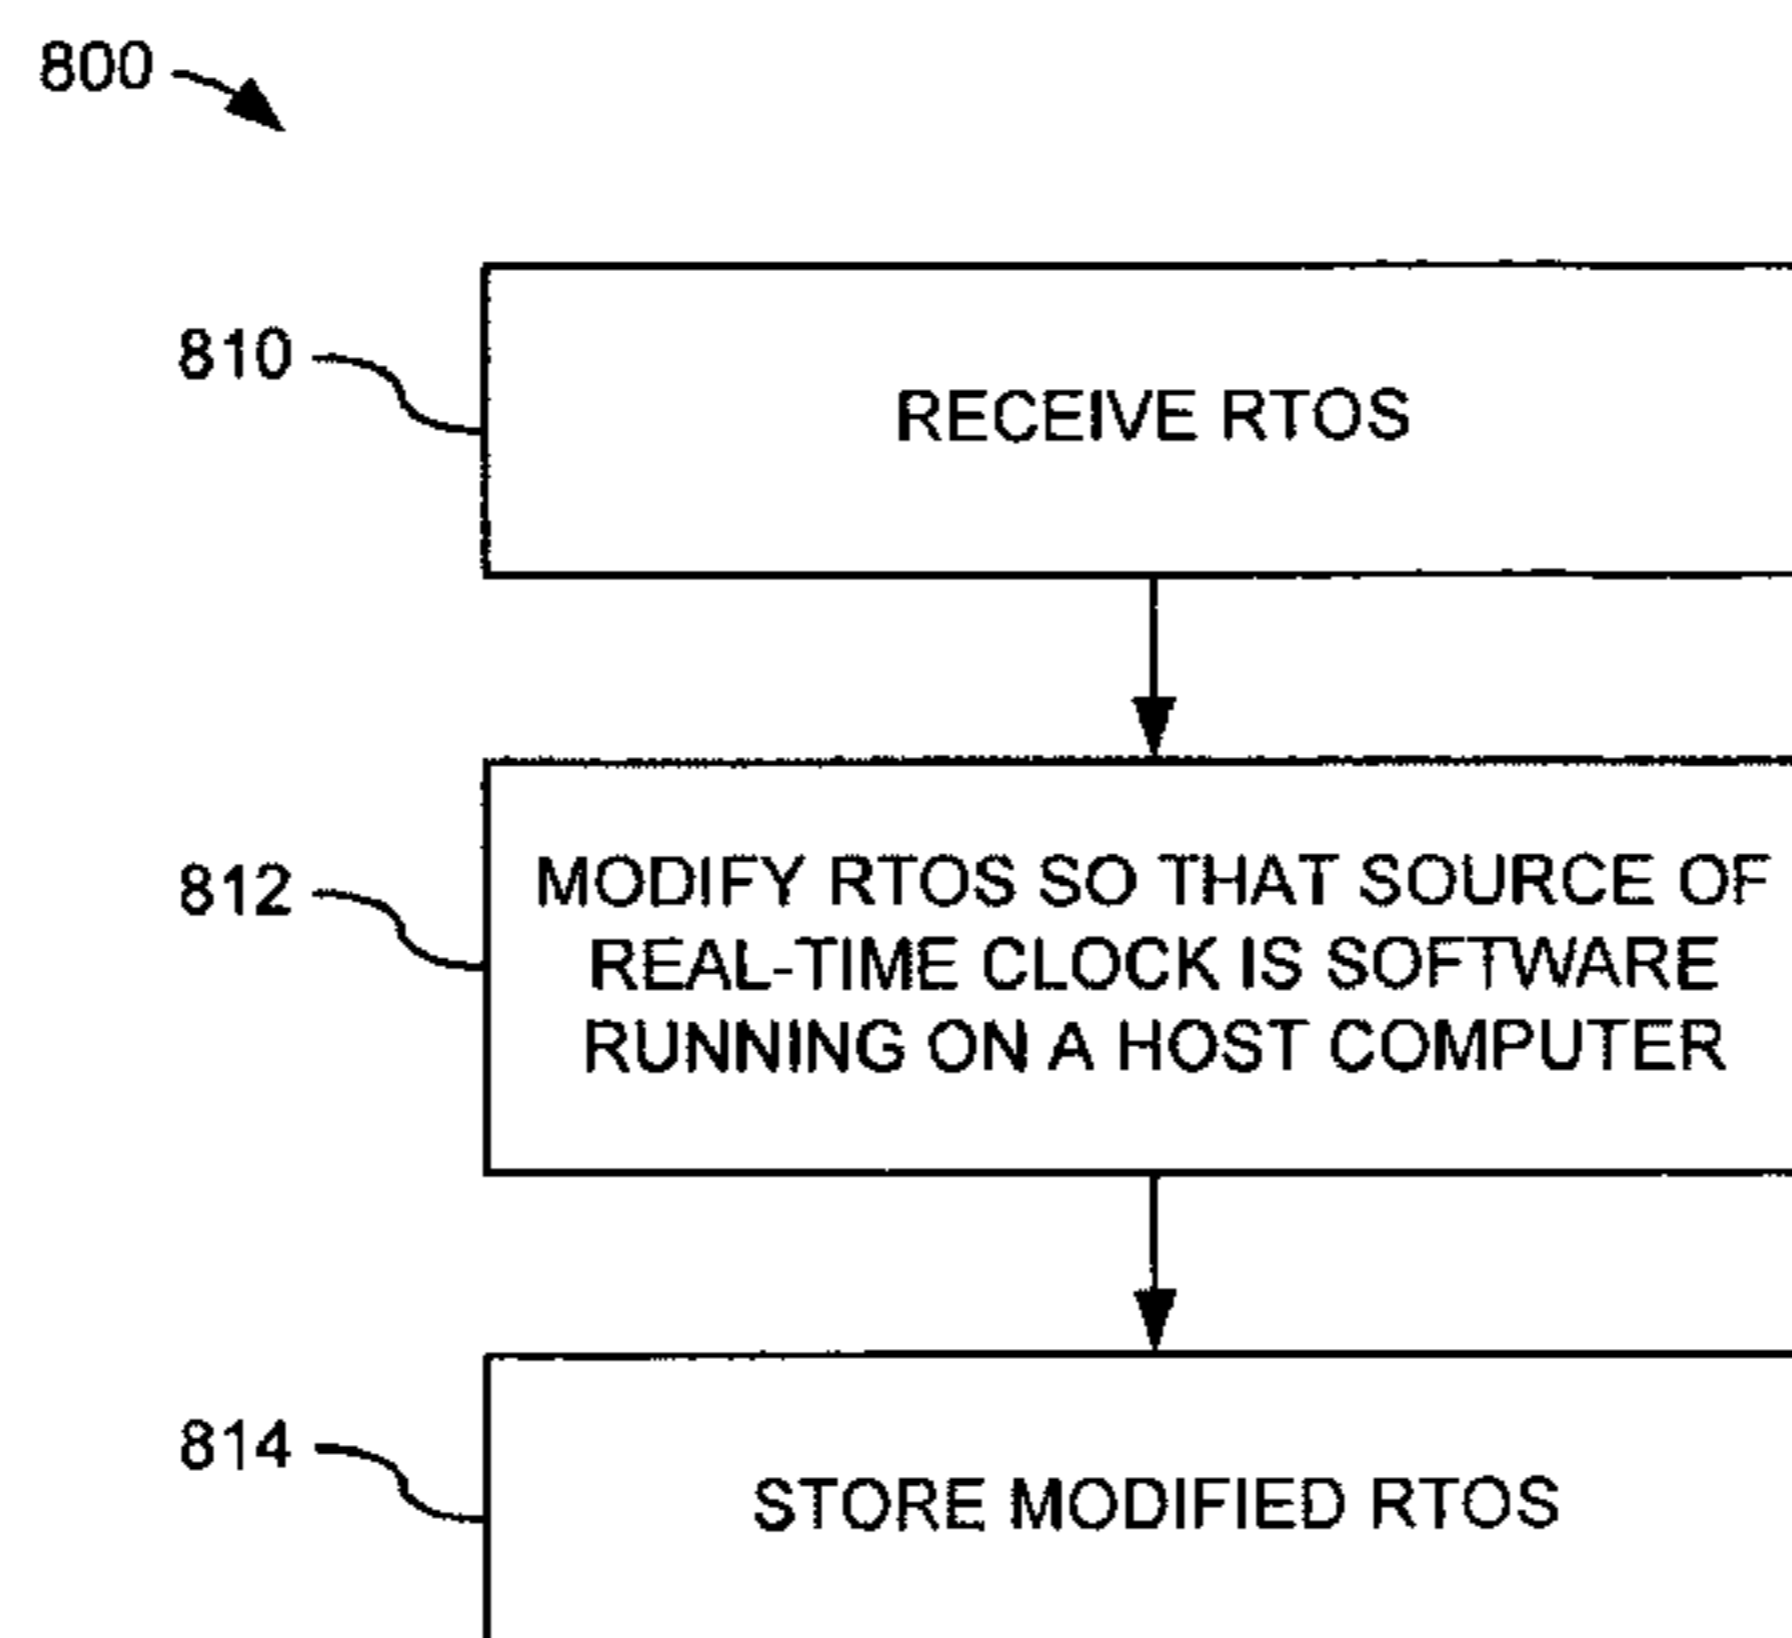 800
810
RECEIVE RTOS
812
MODIFY RTOS SO THAT SOURCE OF
REAL-TIME CLOCK IS SOFTWARE
RUNNING ON A HOST COMPUTER
814
STORE MODIFIED RTOS